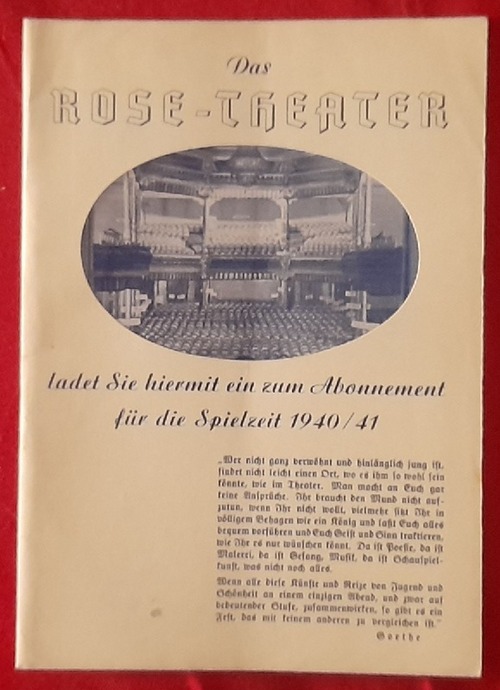 Das
ROSE-THEATER
ladet Sie hiermit ein zum Abonnement
für die Spielzeit 1940/41
„Wer nicht ganz verwöhnt und hinlänglich jung ist,
findet nicht leicht einen Ort, wo es ihm so wohl sein
könnte, wie im Theater. Man macht an Euch gar
keine Ansprüche. Ihr braucht den Mund nicht auf-
zutun, wenn Ihr nicht wollt, vielmehr sitzt Ihr in
völligem Behagen wie ein König und laßt Euch alles
bequem vorführen und Euch Geist und Sinn traktieren,
wie Ihr es nur wünschen könnt. Da ist Poesie, da ist
Malerei, da ist Gesang, Musik, da ist Schauspiel-
kunst, was nicht noch alles.
Wenn alle diese Künste und Reize von Jugend und
Schönheit an einem einzigen Abend, und zwar auf
bedeutender Stufe, zusammenwirken, so gibt es ein
Fest, das mit keinem anderen zu vergleichen ist.“
Goethe